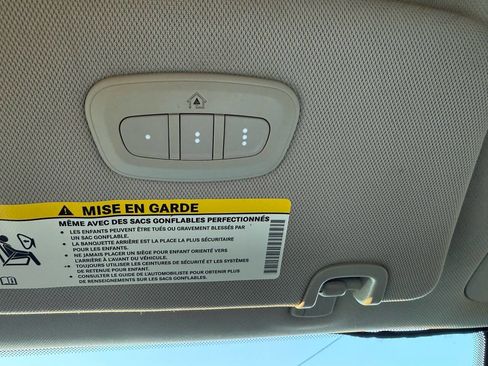 MISE EN GARDE
MÊME AVEC DES SACS GONFLABLES PERFECTIONNÉS
• LES ENFANTS PEUVENT ÊTRE TUÉS OU GRAVEMENT BLESSÉS PAR
UN SAC GONFLABLE.
• LA BANQUETTE ARRIÈRE EST LA PLACE LA PLUS SÉCURITAIRE
POUR LES ENFANTS.
• NE JAMAIS PLACER UN SIÈGE POUR ENFANT ORIENTÉ VERS
L'ARRIÈRE À L'AVANT DU VÉHICULE.
• TOUJOURS UTILISER LES CEINTURES DE SÉCURITÉ ET LES SYSTÈMES
DE RETENUE POUR ENFANT.
• CONSULTER LE GUIDE DE L'AUTOMOBILISTE POUR OBTENIR PLUS
DE RENSEIGNEMENTS SUR LES SACS GONFLABLES.